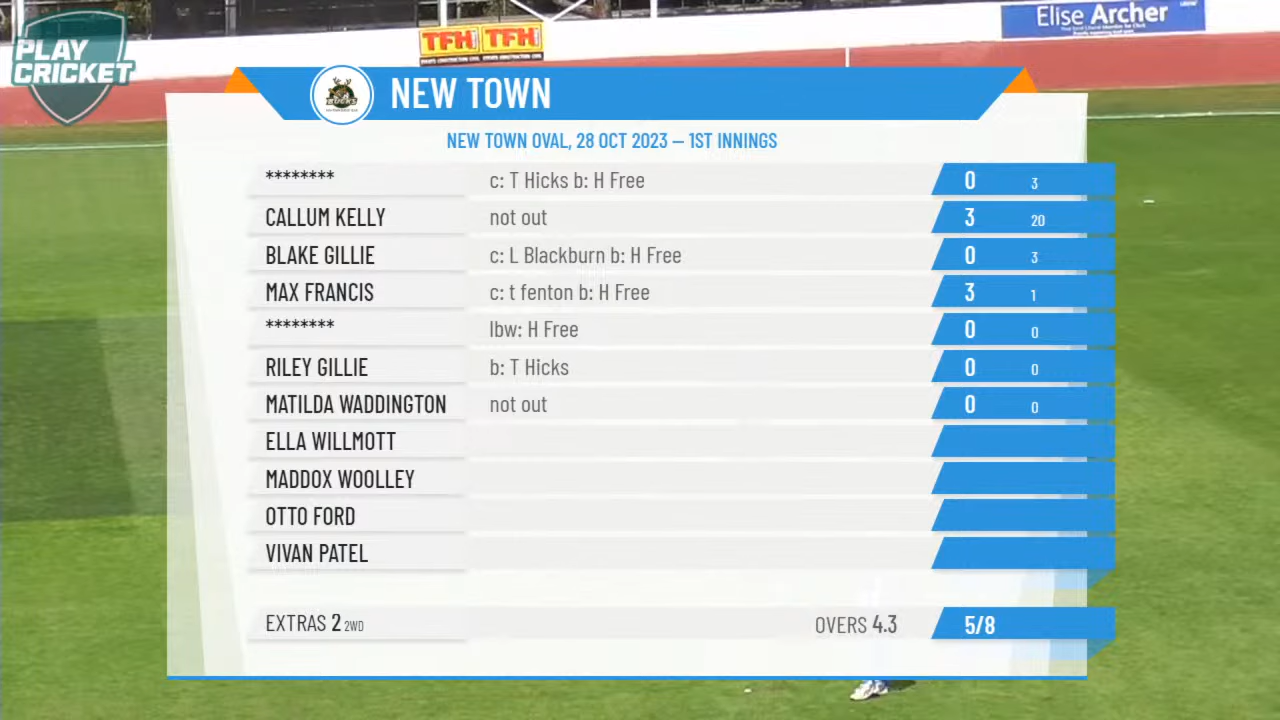 TFH TFH
Elise Archer
PLAY
CRICKET
BUCKS
NEW TOWN
NEW TOWN OVAL, 28 OCT 2023 – 1ST INNINGS
******** c: T Hicks b: H Free 0 3
CALLUM KELLY not out 3 20
BLAKE GILLIE c: L Blackburn b: H Free 0 3
MAX FRANCIS c: t fenton b: H Free 3 1
******** lbw: H Free 0 0
RILEY GILLIE b: T Hicks 0 0
MATILDA WADDINGTON not out 0 0
ELLA WILLMOTT
MADDOX WOOLLEY
OTTO FORD
VIVAN PATEL
EXTRAS 2 2WD OVERS 4.3 5/8